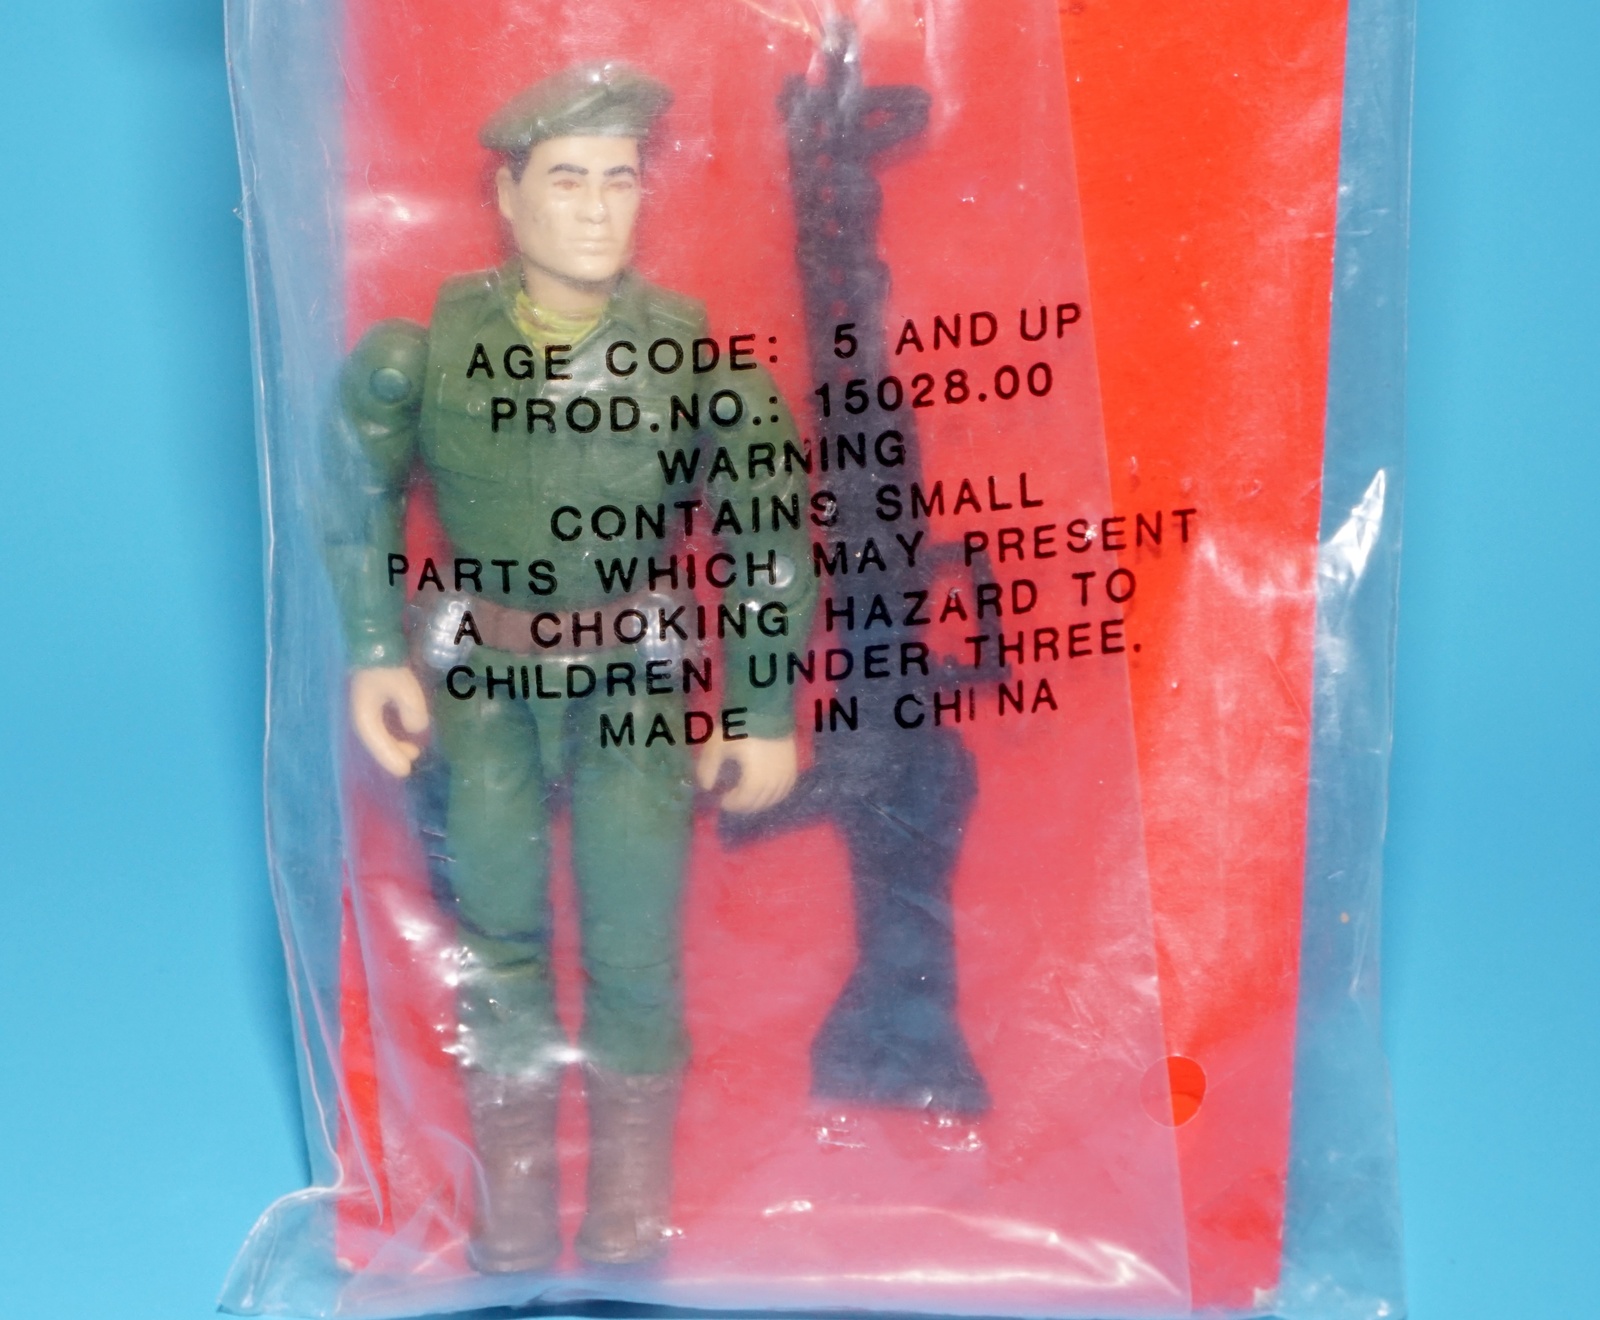 AGE CODE: 5 AND UP
PROD.NO.: 15028.00
WARNING
CONTAINS SMALL
PARTS WHICH MAY PRESENT
A CHOKING HAZARD TO
CHILDREN UNDER THREE.
MADE IN CHINA